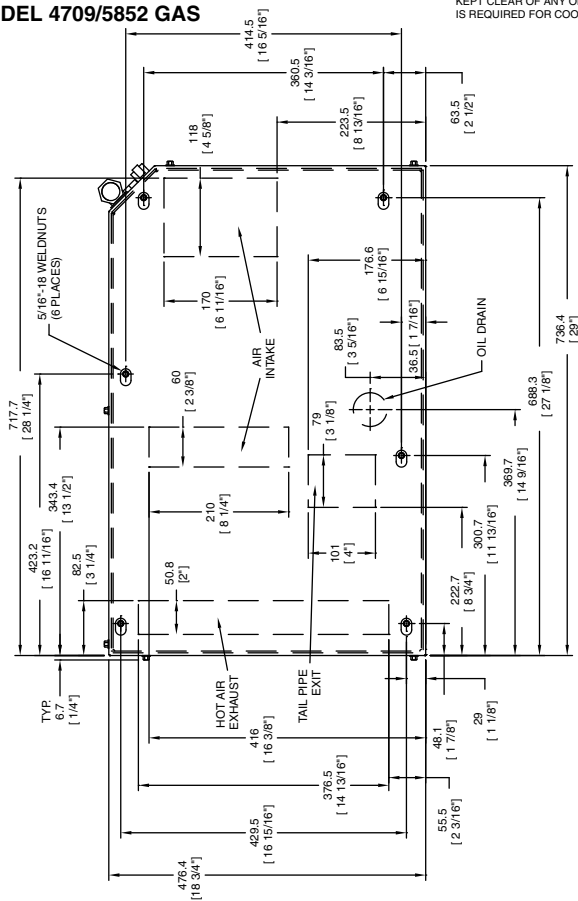 DEL 4709/5852 GAS
KEPT CLEAR OF ANY O
IS REQUIRED FOR COO
414.5
[ 16 5/16"]
360.5
[ 14 3/16"]
118
[ 4 5/8"]
223.5
[ 8 13/16"]
63.5
[ 2 1/2"]
5/16"-18 WELDNUTS
(6 PLACES)
717.7
[ 28 1/4"]
170
[ 6 11/16"]
AIR
INTAKE
176.6
[ 6 15/16"]
83.5
[ 3 5/16"]
36.5 [ 1 7/16"]
OIL DRAIN
736.4
[ 29"]
688.3
[ 27 1/8"]
60
[ 2 3/8"]
79
[ 3 1/8"]
343.4
[ 13 1/2"]
423.2
[ 16 11/16"]
210
[ 8 1/4"]
369.7
[ 14 9/16"]
300.7
[ 11 13/16"]
101
[ 4"]
82.5
[ 3 1/4"]
50.8
[2"]
222.7
[ 8 3/4"]
TYP.
6.7
[ 1/4"]
HOT AIR
EXHAUST
TAIL PIPE
EXIT
416
[ 16 3/8"]
29
[ 1 1/8"]
48.1
[ 1 7/8"]
376.5
[ 14 13/16"]
55.5
[ 2 3/16"]
429.5
[ 16 15/16"]
476.4
[18 3/4"]